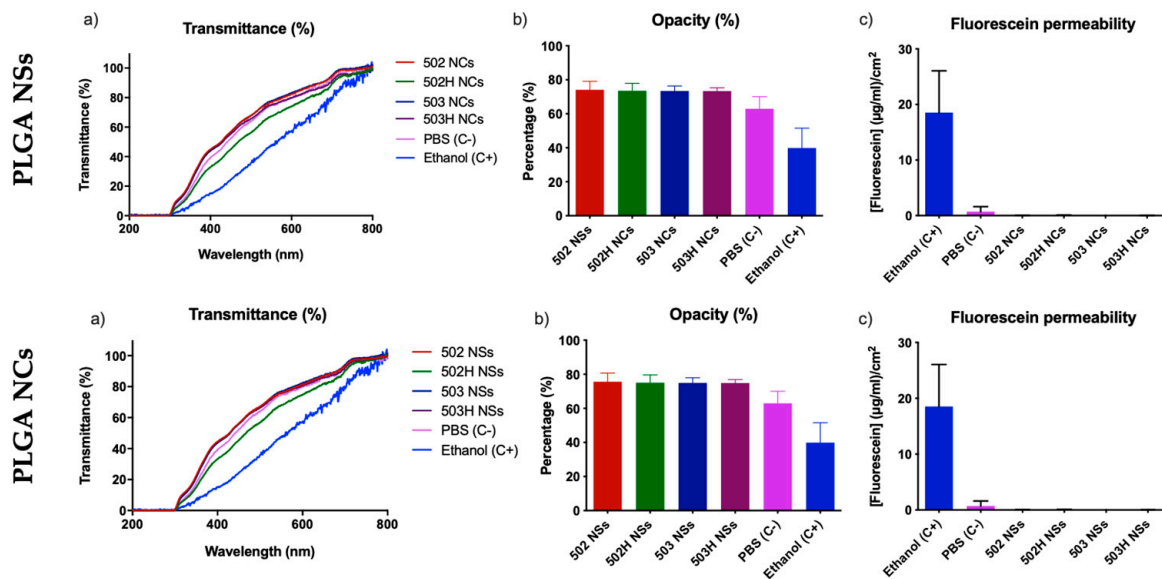 PLGA NSs
a)
Transmittance (%)
Transmittance (%)
100
80
60
40
20
0
200
400
600
800
Wavelength (nm)
502 NCs
502H NCs
503 NCs
503H NCs
PBS (C-)
Ethanol (C+)
b)
Opacity (%)
Percentage (%)
100
80
60
40
20
0
502 NSs
502H NCs
503 NCs
503H NCs
PBS (C-)
Ethanol (C+)
c)
Fluorescein permeability
[Fluorescein] (µg/ml)/cm²
30
20
10
0
Ethanol (C+)
PBS (C-)
502 NCs
502H NCs
503 NCs
503H NCs
PLGA NCs
a)
Transmittance (%)
Transmittance (%)
100
80
60
40
20
0
200
400
600
800
Wavelength (nm)
502 NSs
502H NSs
503 NSs
503H NSs
PBS (C-)
Ethanol (C+)
b)
Opacity (%)
Percentage (%)
100
80
60
40
20
0
502 NSs
502H NSs
503 NSs
503H NSs
PBS (C-)
Ethanol (C+)
c)
Fluorescein permeability
[Fluorescein] (µg/ml)/cm²
30
20
10
0
Ethanol (C+)
PBS (C-)
502 NSs
502H NSs
503 NSs
503H NSs